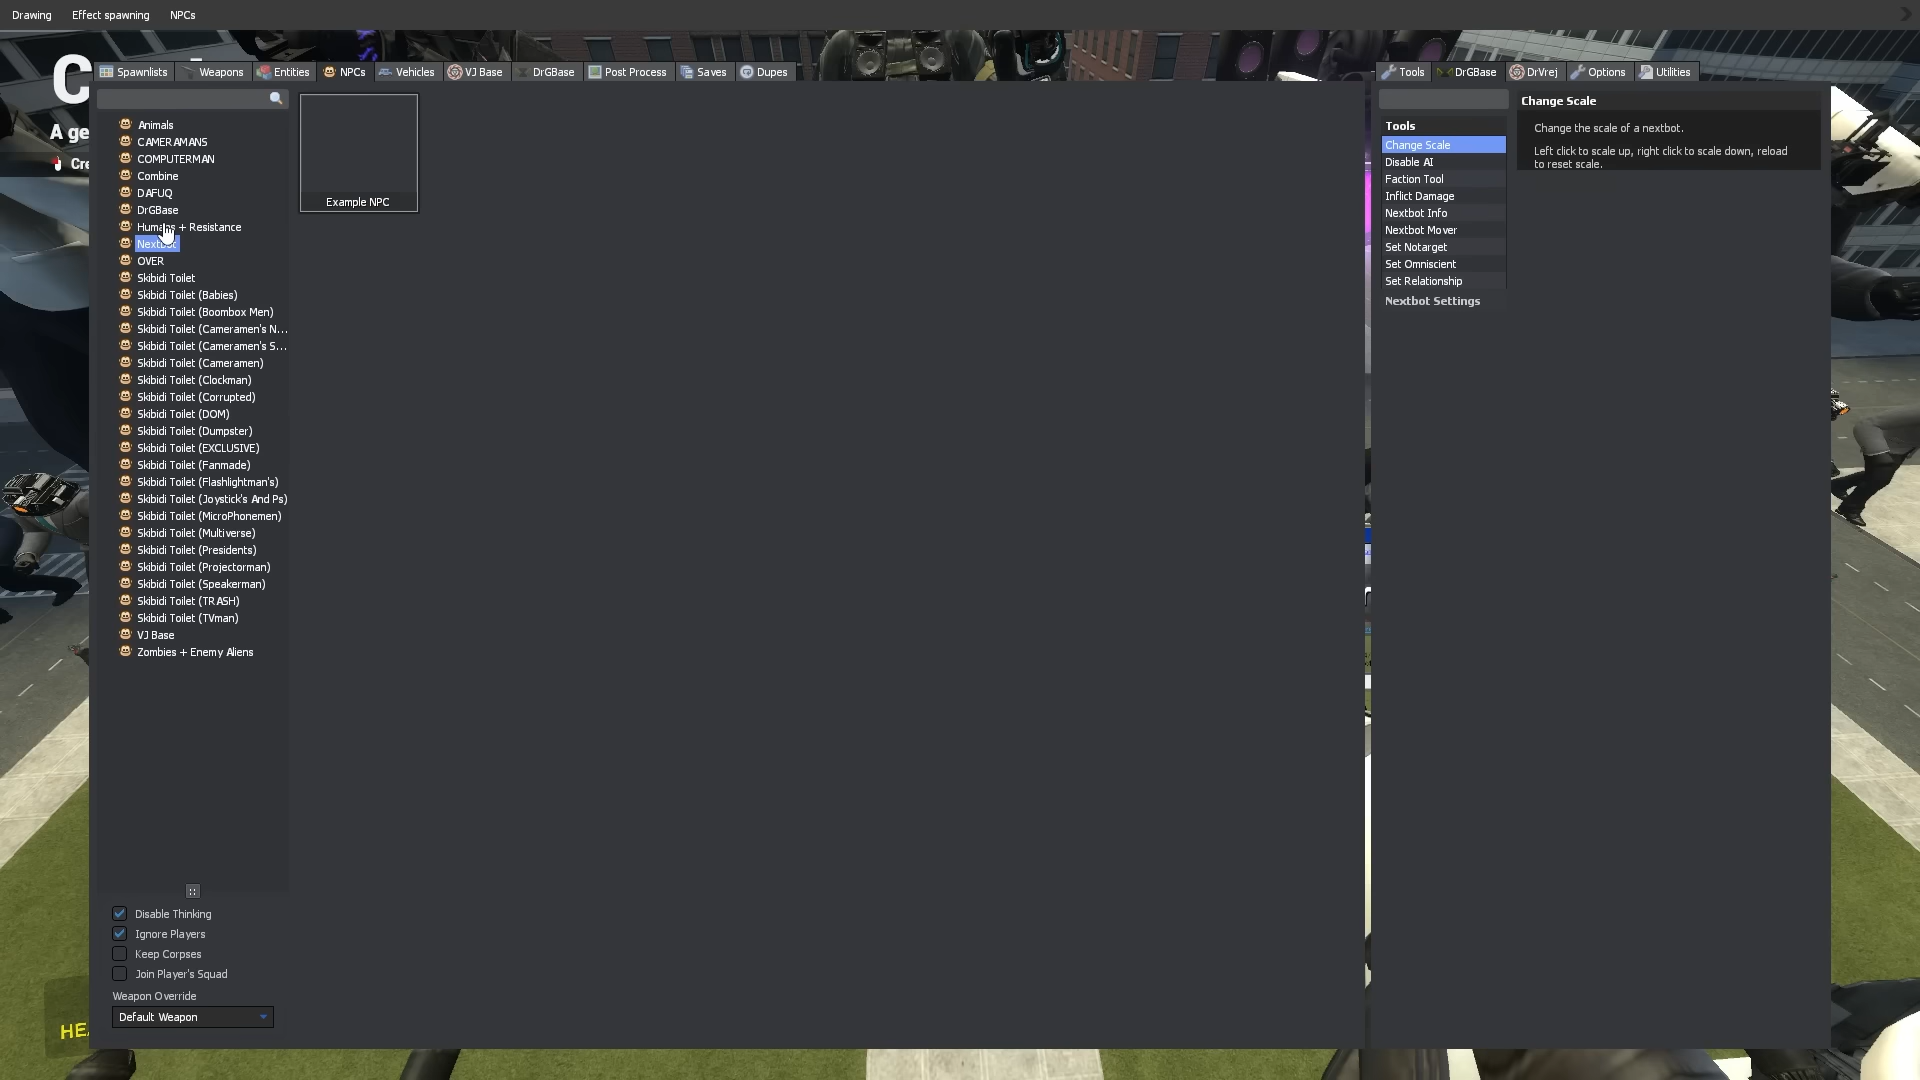 Drawing Effect spawning NPCs
C
A ge
Cre
Spawnlists Weapons Entities NPCs Vehicles VJ Base DrGBase Post Process Saves Dupes
Animals
CAMERAMANS
COMPUTERMAN
Combine
DAFUQ
DrGBase
Humans + Resistance
Nextbot
OVER
Skibidi Toilet
Skibidi Toilet (Babies)
Skibidi Toilet (Boombox Men)
Skibidi Toilet (Cameramen's N...
Skibidi Toilet (Cameramen's S...
Skibidi Toilet (Cameramen)
Skibidi Toilet (Clockman)
Skibidi Toilet (Corrupted)
Skibidi Toilet (DOM)
Skibidi Toilet (Dumpster)
Skibidi Toilet (EXCLUSIVE)
Skibidi Toilet (Fanmade)
Skibidi Toilet (Flashlightman's)
Skibidi Toilet (Joystick's And Ps)
Skibidi Toilet (MicroPhonemen)
Skibidi Toilet (Multiverse)
Skibidi Toilet (Presidents)
Skibidi Toilet (Projectorman)
Skibidi Toilet (Speakerman)
Skibidi Toilet (TRASH)
Skibidi Toilet (TVman)
VJ Base
Zombies + Enemy Aliens
Disable Thinking
Ignore Players
Keep Corpses
Join Player's Squad
Weapon Override
Default Weapon
HEA
Example NPC
Tools DrGBase DrVrej Options Utilities
Tools
Change Scale
Disable AI
Faction Tool
Inflict Damage
Nextbot Info
Nextbot Mover
Set Notarget
Set Omniscient
Set Relationship
Nextbot Settings
Change Scale
Change the scale of a nextbot.
Left click to scale up, right click to scale down, reload
to reset scale.